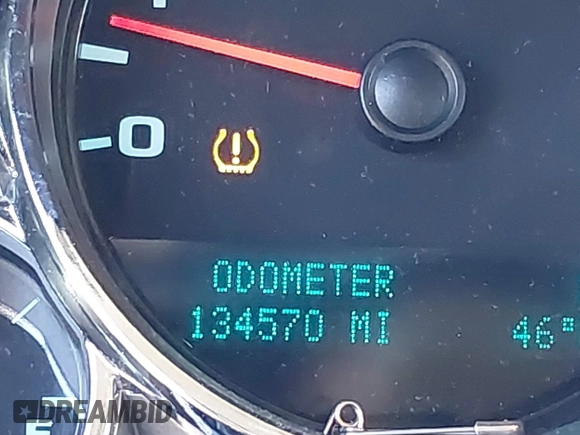 0
ODOMETER
134570 MI 46°
E
DREAMBID